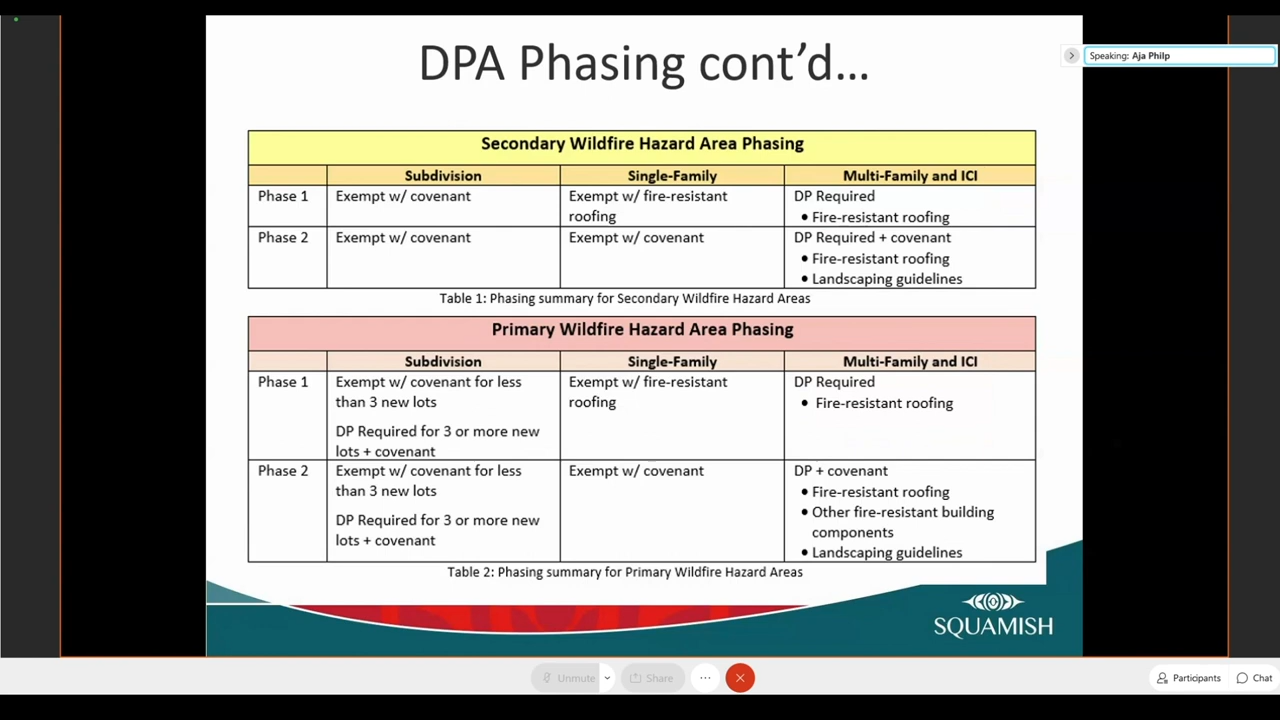 DPA Phasing cont’d…
Speaking: Aja Philp
Secondary Wildfire Hazard Area Phasing
Subdivision Single-Family Multi-Family and ICI
Phase 1 Exempt w/ covenant Exempt w/ fire-resistant DP Required
roofing • Fire-resistant roofing
Phase 2 Exempt w/ covenant Exempt w/ covenant DP Required + covenant
• Fire-resistant roofing
• Landscaping guidelines
Table 1: Phasing summary for Secondary Wildfire Hazard Areas
Primary Wildfire Hazard Area Phasing
Subdivision Single-Family Multi-Family and ICI
Phase 1 Exempt w/ covenant for less Exempt w/ fire-resistant DP Required
than 3 new lots roofing • Fire-resistant roofing
DP Required for 3 or more new
lots + covenant
Phase 2 Exempt w/ covenant for less Exempt w/ covenant DP + covenant
than 3 new lots • Fire-resistant roofing
DP Required for 3 or more new • Other fire-resistant building
lots + covenant components
• Landscaping guidelines
Table 2: Phasing summary for Primary Wildfire Hazard Areas
SQUAMISH
Unmute Share Participants Chat